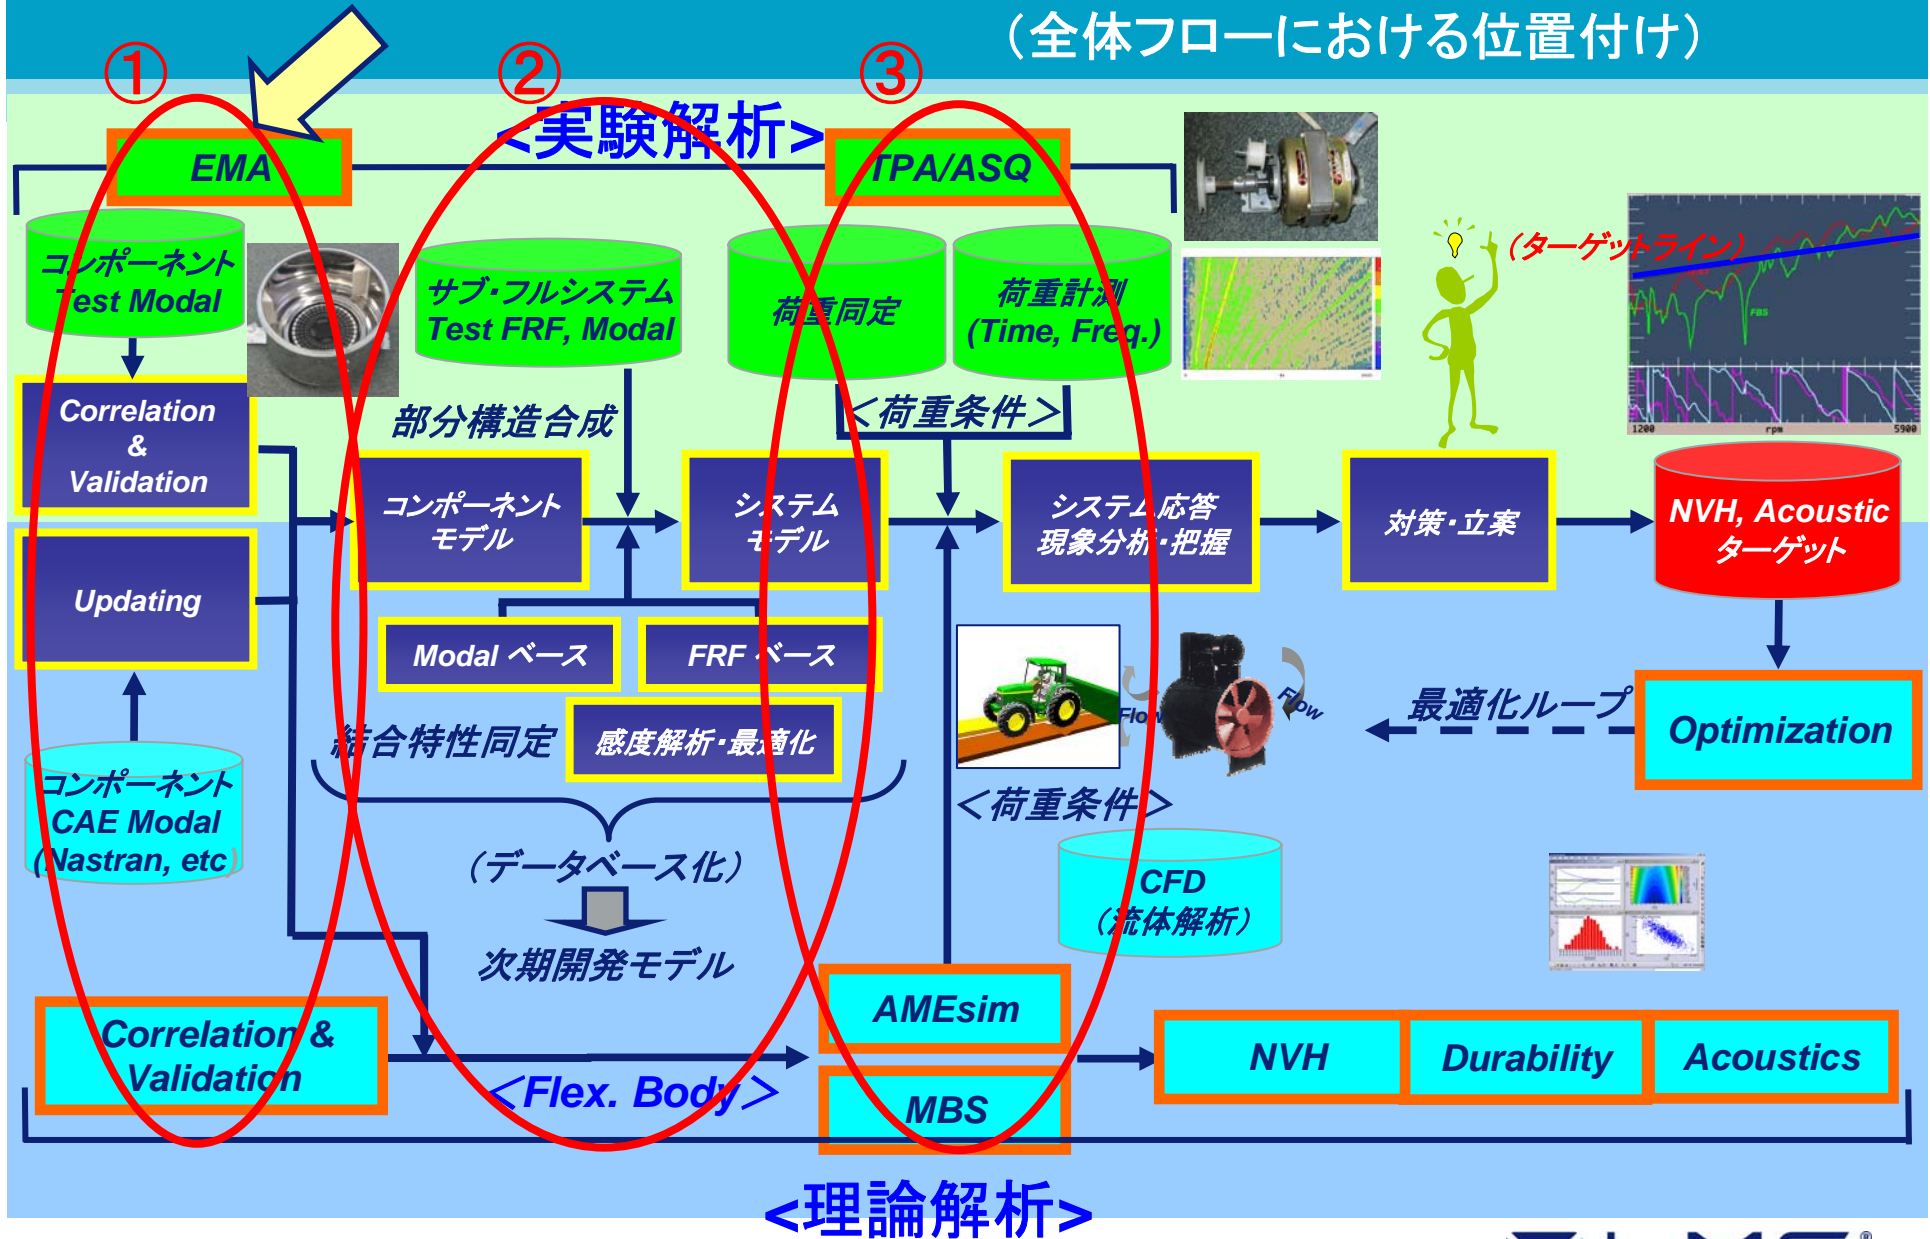 （全体フローにおける位置付け）
①
②
③
<実験解析>
EMA
TPA/ASQ
コンポーネント
Test Modal
サブ・フルシステム
Test FRF, Modal
荷重同定
荷重計測
(Time, Freq.)
（ターゲットライン）
FBS
1200
rpm
5900
Correlation
&
Validation
部分構造合成
＜荷重条件＞
コンポーネント
モデル
システム
モデル
システム応答
現象分析・把握
対策・立案
NVH, Acoustic
ターゲット
Updating
Modal ベース
FRF ベース
結合特性同定
感度解析・最適化
Flow
Flow
最適化ループ
Optimization
コンポーネント
CAE Modal
(Nastran, etc)
＜荷重条件＞
（データベース化）
CFD
（流体解析）
次期開発モデル
AMEsim
Correlation &
Validation
NVH
Durability
Acoustics
＜Flex. Body＞
MBS
<理論解析>